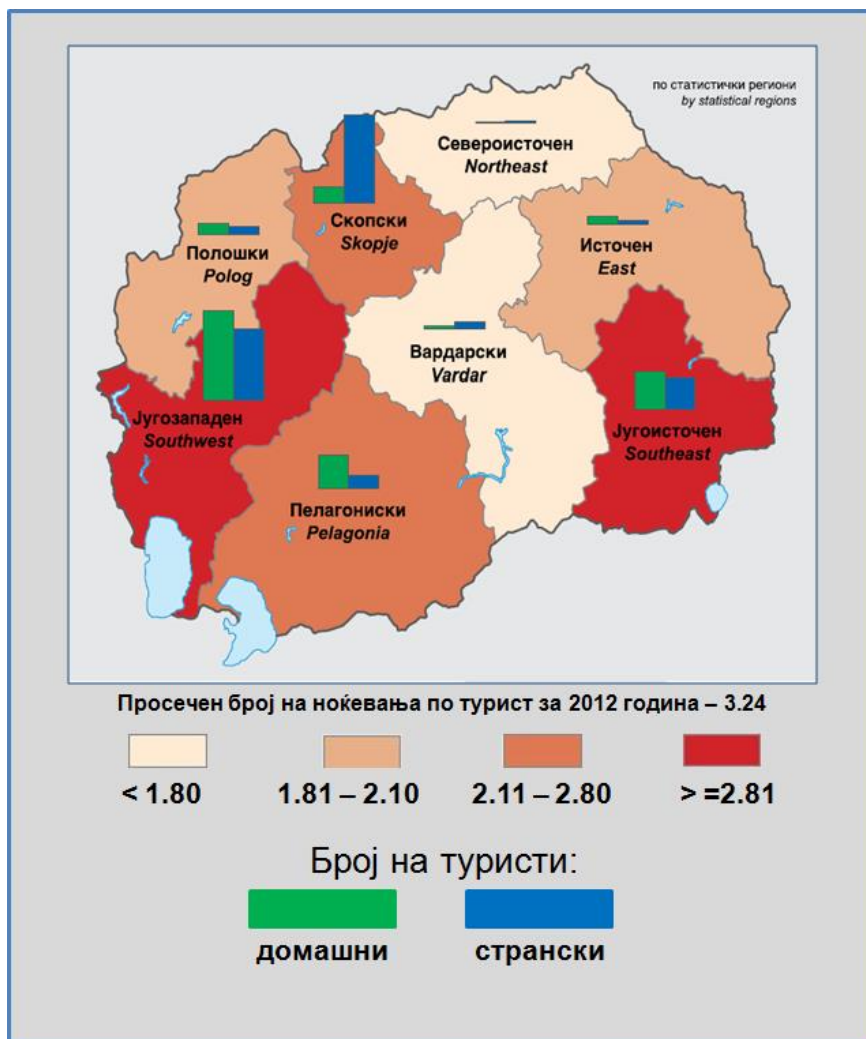 по статистички региони
by statistical regions
Североисточен
Northeast
Скопски
Skopje
Полошки
Polog
Источен
East
Вардарски
Vardar
Југозападен
Southwest
Југоисточен
Southeast
Пелагониски
Pelagonia
Просечен број на ноќевања по турист за 2012 година – 3.24
< 1.80 1.81 – 2.10 2.11 – 2.80 > =2.81
Број на туристи:
домашни странски